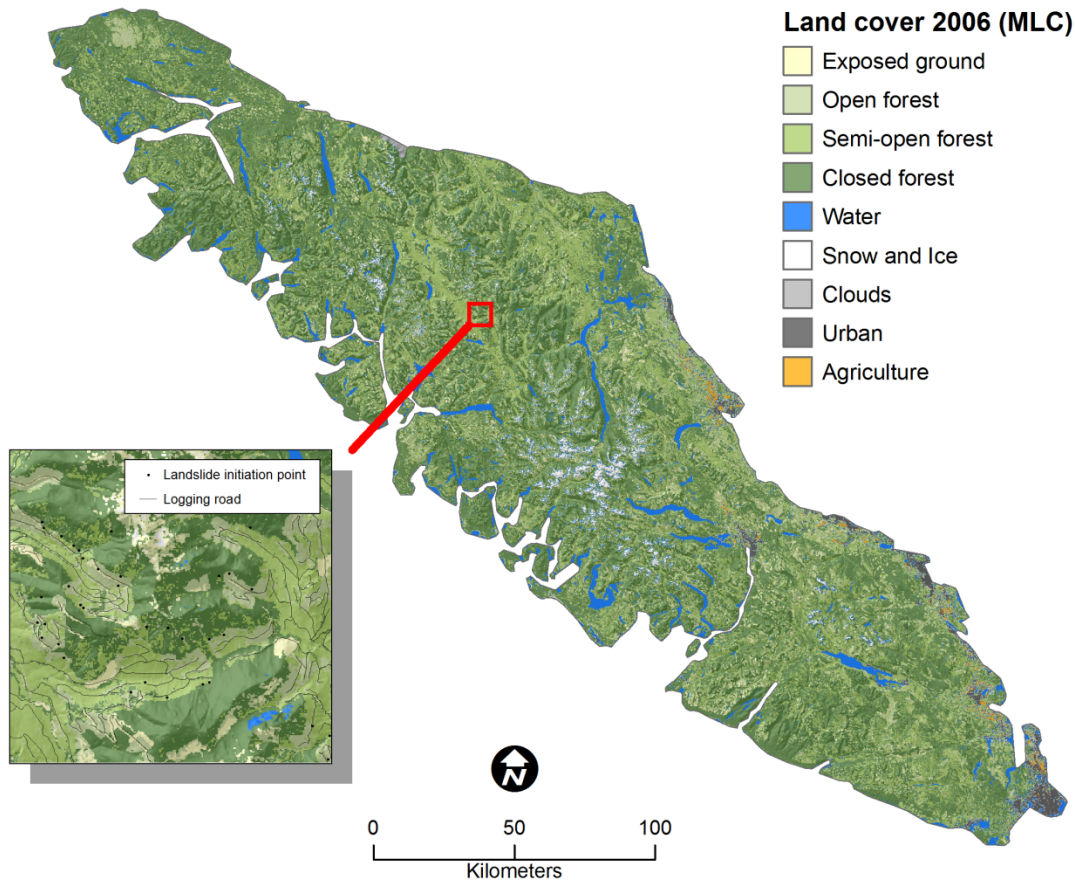 Land cover 2006 (MLC)
Exposed ground
Open forest
Semi-open forest
Closed forest
Water
Snow and Ice
Clouds
Urban
Agriculture
Landslide initiation point
Logging road
N
0 50 100
Kilometers